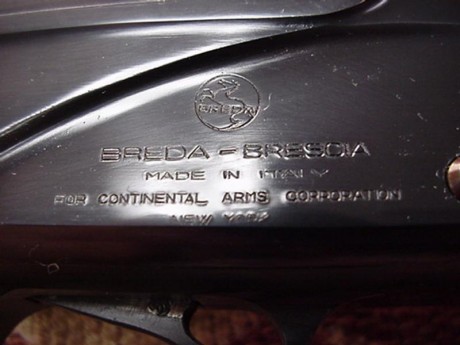 BREDA
BREDA - BRESCIA
MADE IN ITALY
FOR CONTINENTAL ARMS CORPORATION
NEW YORK